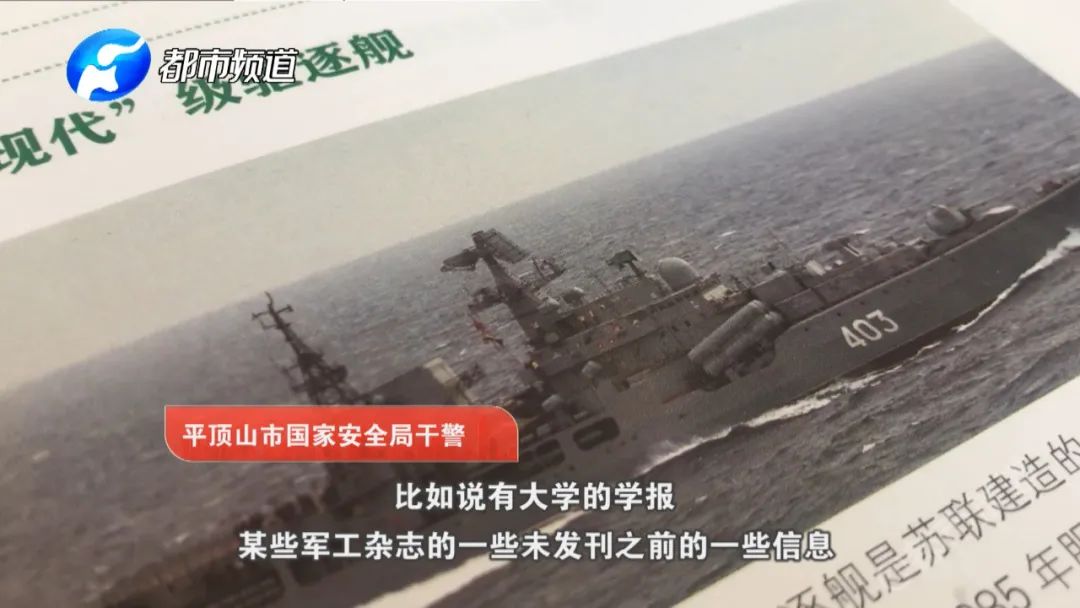 都市频道
现代”级驱逐舰
403
平顶山市国家安全局干警
比如说有大学的学报
某些军工杂志的一些未发刊之前的一些信息
逐舰是苏联建造的
85 年服